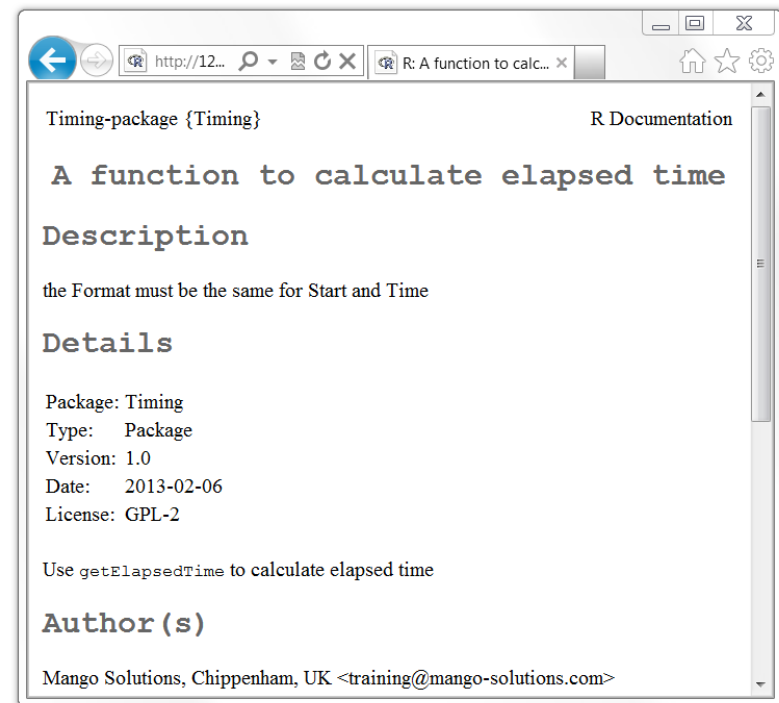 http://12...
R: A function to calc...
Timing-package {Timing}
R Documentation
A function to calculate elapsed time
Description
the Format must be the same for Start and Time
Details
Package: Timing
Type: Package
Version: 1.0
Date: 2013-02-06
License: GPL-2
Use getElapsedTime to calculate elapsed time
Author(s)
Mango Solutions, Chippenham, UK <training@mango-solutions.com>